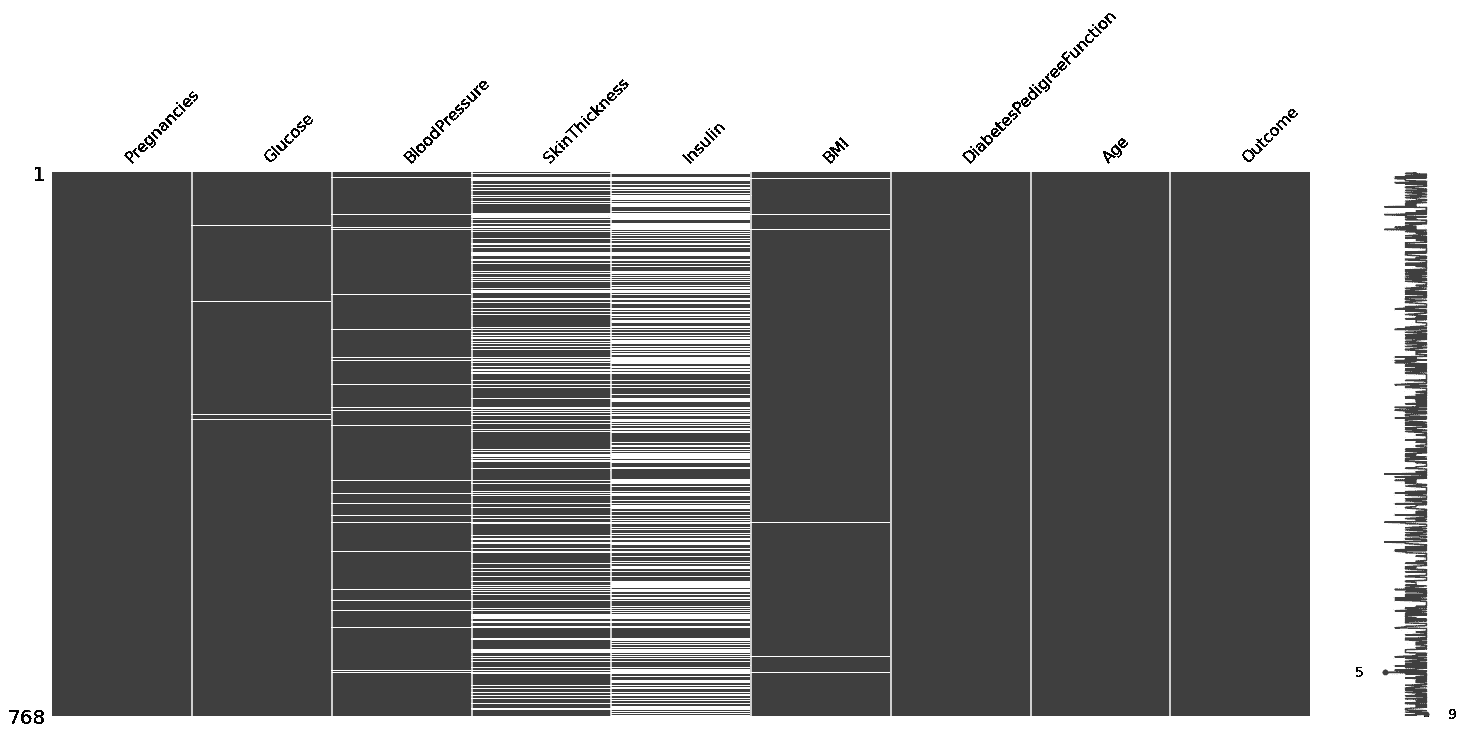 Pregnancies
Glucose
BloodPressure
SkinThickness
Insulin
BMI
DiabetesPedigreeFunction
Age
Outcome
1
768
5
9